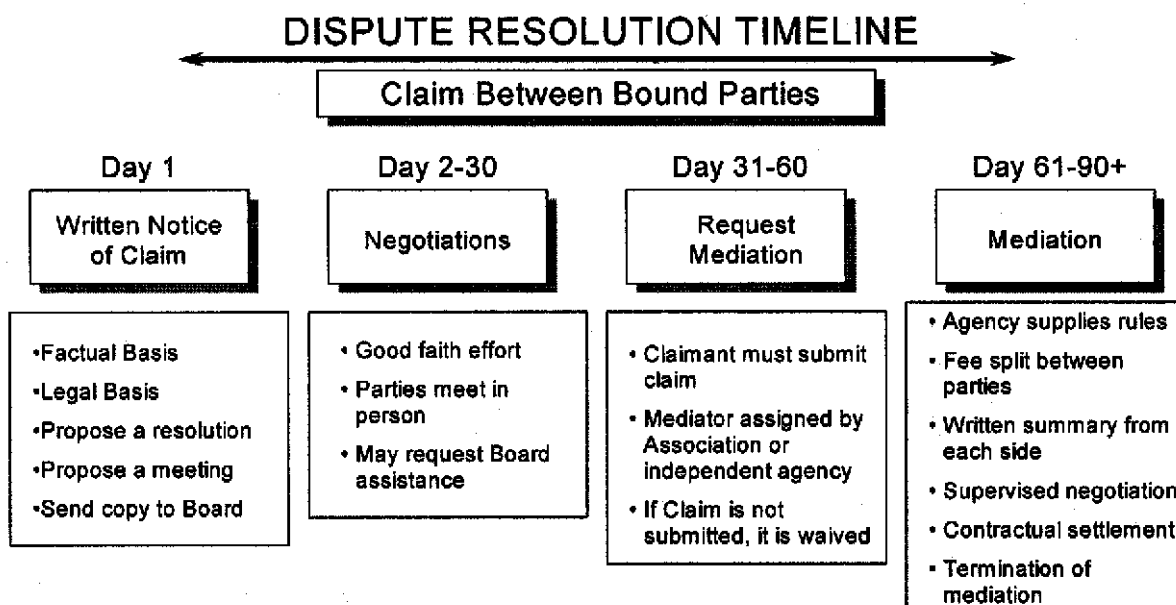 DISPUTE RESOLUTION TIMELINE
Claim Between Bound Parties
Day 1
Written Notice
of Claim
•Factual Basis
•Legal Basis
•Propose a resolution
•Propose a meeting
•Send copy to Board
Day 2-30
Negotiations
• Good faith effort
• Parties meet in
person
• May request Board
assistance
Day 31-60
Request
Mediation
• Claimant must submit
claim
• Mediator assigned by
Association or
independent agency
• If Claim is not
submitted, it is waived
Day 61-90+
Mediation
• Agency supplies rules
• Fee split between
parties
• Written summary from
each side
• Supervised negotiation
• Contractual settlement
• Termination of
mediation